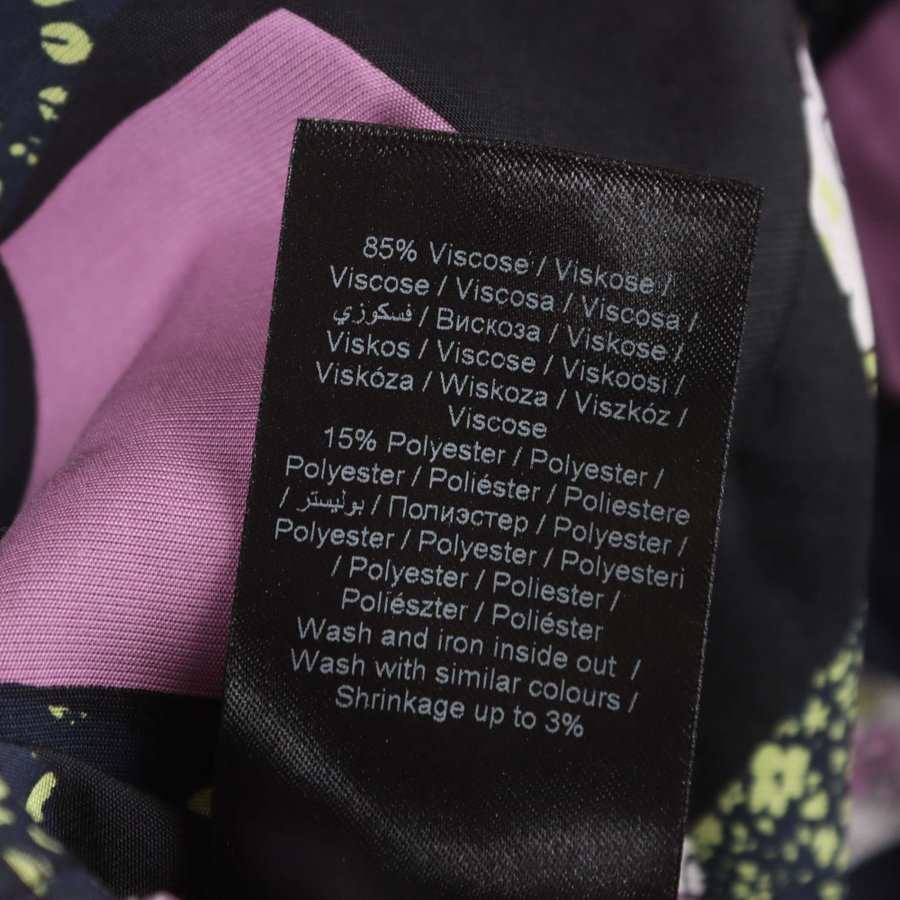 85% Viscose / Viskose /
Viscose / Viscosa / Viscosa /
فسكوزي / Вискоза / Viskose /
Viskos / Viscose / Viskoosi /
Viskóza / Wiskoza / Viszkóz /
Viscose
15% Polyester / Polyester /
Polyester / Poliéster / Poliestere
/ بوليستر / Полиэстер / Polyester /
Polyester / Polyester / Polyesteri
/ Polyester / Poliester /
Poliészter / Poliéster
Wash and iron inside out /
Wash with similar colours /
Shrinkage up to 3%